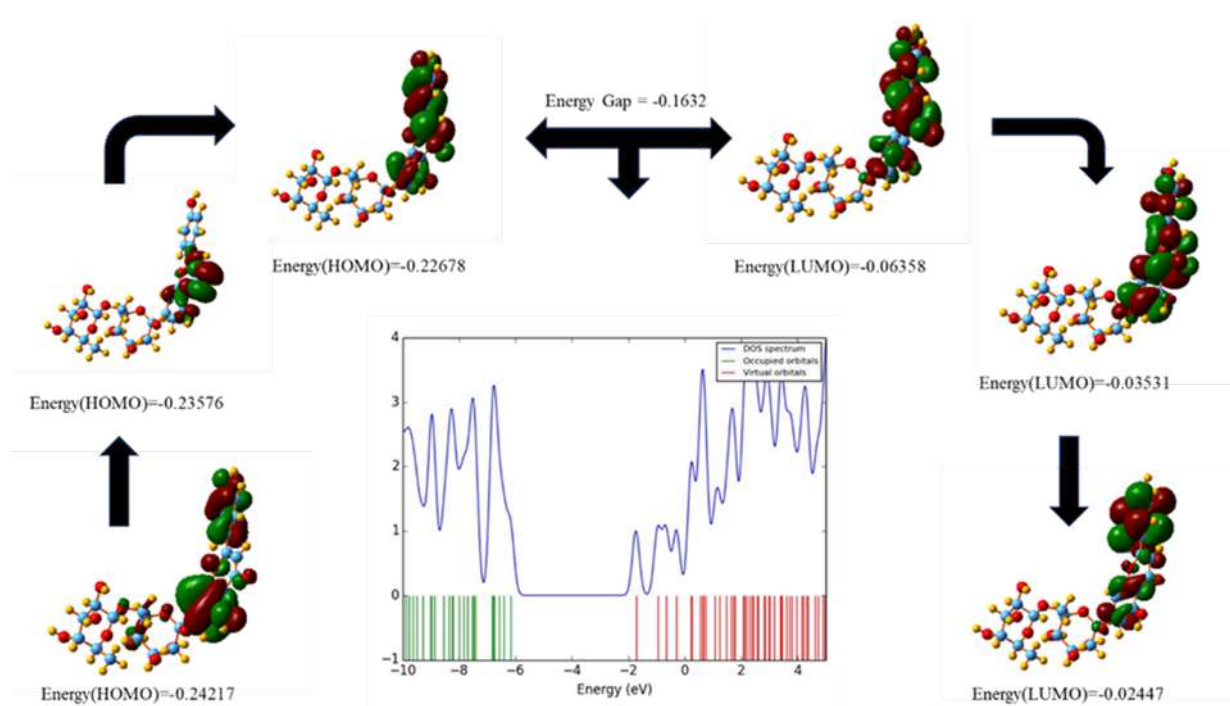 Energy Gap = -0.1632
Energy(HOMO)=-0.22678
Energy(LUMO)=-0.06358
Energy(HOMO)=-0.23576
Energy(LUMO)=-0.03531
Energy(HOMO)=-0.24217
Energy(LUMO)=-0.02447
DOS spectrum
Occupied orbitals
Virtual orbitals
4
3
2
1
0
−1
−10 −8 −6 −4 −2 0 2 4
Energy (eV)